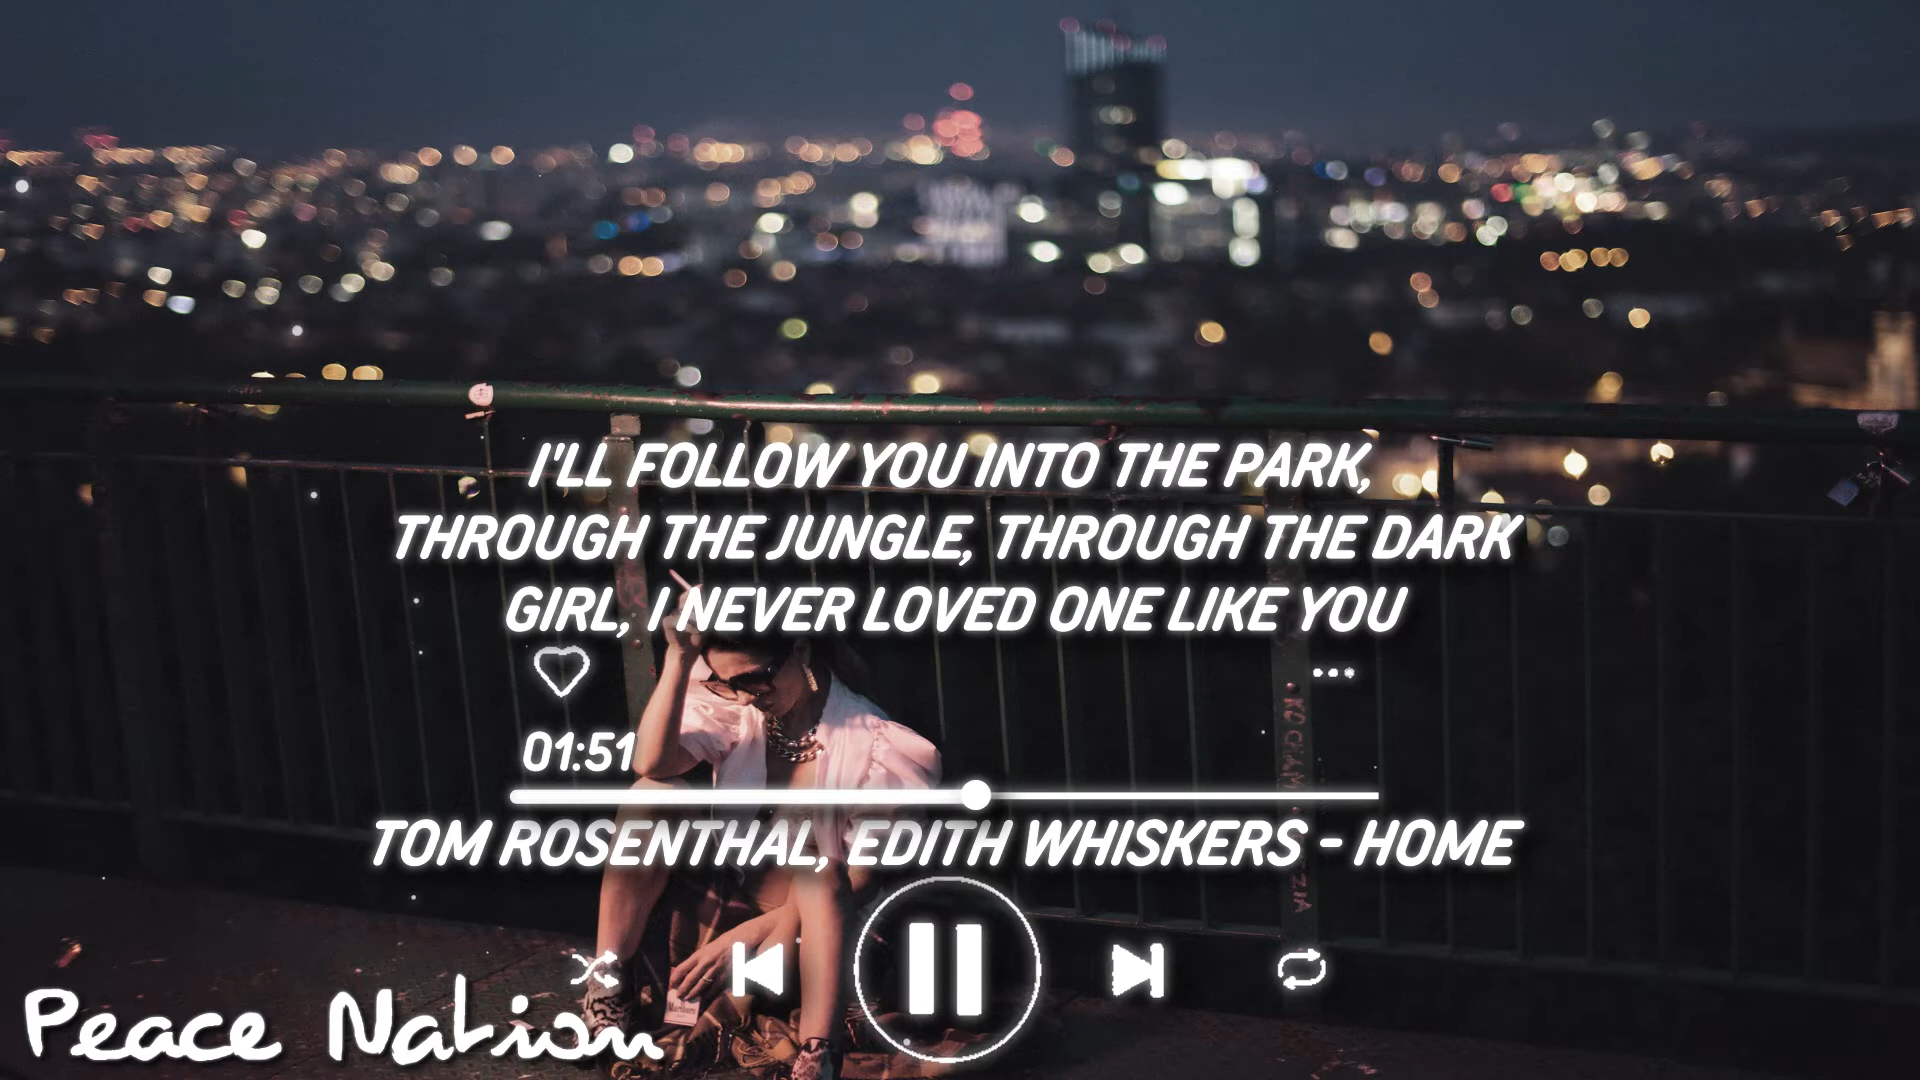 I'LL FOLLOW YOU INTO THE PARK,
THROUGH THE JUNGLE, THROUGH THE DARK
GIRL, I NEVER LOVED ONE LIKE YOU
01:51
TOM ROSENTHAL, EDITH WHISKERS - HOME
Peace Nation